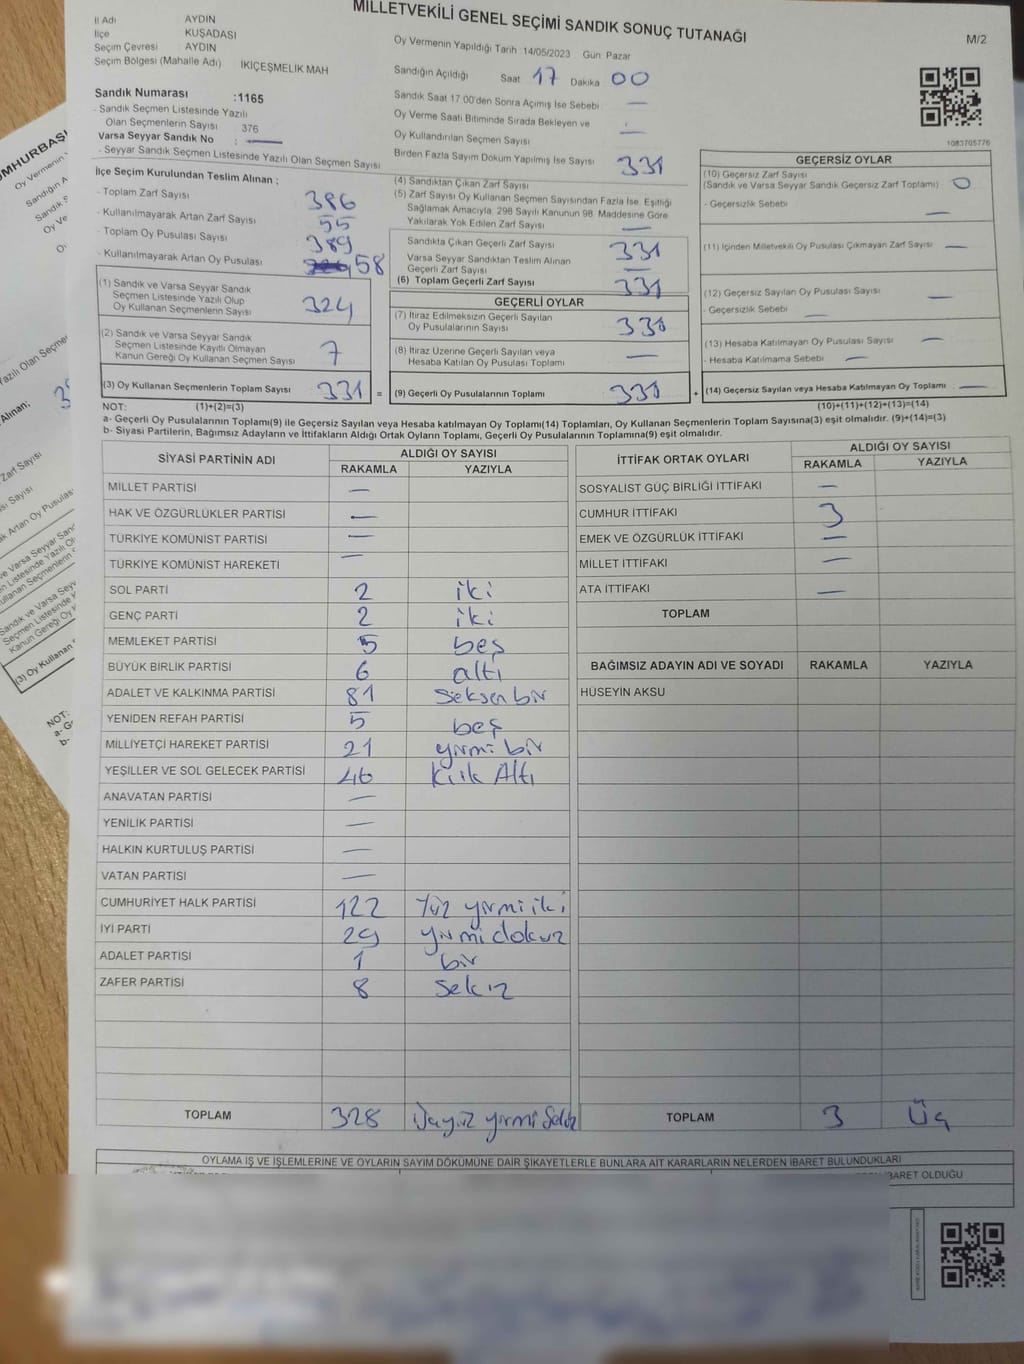 MİLLETVEKİLİ GENEL SEÇİMİ SANDIK SONUÇ TUTANAĞI
M/2
İl Adı AYDIN
İlçe KUŞADASI
Seçim Çevresi AYDIN
Seçim Bölgesi (Mahalle Adı) İKİÇEŞMELİK MAH
Sandık Numarası :1165
- Sandık Seçmen Listesinde Yazılı
Olan Seçmenlerin Sayısı 376
Varsa Seyyar Sandık No : —
- Seyyar Sandık Seçmen Listesinde Yazılı Olan Seçmen Sayısı
İlçe Seçim Kurulundan Teslim Alınan ;
- Toplam Zarf Sayısı 386
- Kullanılmayarak Artan Zarf Sayısı 55
- Toplam Oy Pusulası Sayısı 389
- Kullanılmayarak Artan Oy Pusulası 58
(1) Sandık ve Varsa Seyyar Sandık
Seçmen Listesinde Yazılı Olup
Oy Kullanan Seçmenlerin Sayısı 324
(2) Sandık ve Varsa Seyyar Sandık
Seçmen Listesinde Kayıtlı Olmayan
Kanun Gereği Oy Kullanan Seçmen Sayısı 7
(3) Oy Kullanan Seçmenlerin Toplam Sayısı 331 =
Oy Vermenin Yapıldığı Tarih :14/05/2023 Gün Pazar
Sandığın Açıldığı Saat 17 Dakika 00
Sandık Saat 17 00'den Sonra Açılmış İse Sebebi —
Oy Verme Saati Bitiminde Sırada Bekleyen ve
Oy Kullandırılan Seçmen Sayısı —
Birden Fazla Sayım Döküm Yapılmış İse Sayısı
(4) Sandıktan Çıkan Zarf Sayısı 331
(5) Zarf Sayısı Oy Kullanan Seçmen Sayısından Fazla İse, Eşitliği
Sağlamak Amacıyla; 298 Sayılı Kanunun 98. Maddesine Göre
Yakılarak Yok Edilen Zarf Sayısı —
Sandıkta Çıkan Geçerli Zarf Sayısı 331
Varsa Seyyar Sandıktan Teslim Alınan
Geçerli Zarf Sayısı —
(6) Toplam Geçerli Zarf Sayısı 331
GEÇERLİ OYLAR
(7) İtiraz Edilmeksizin Geçerli Sayılan
Oy Pusulalarının Sayısı 331
(8) İtiraz Üzerine Geçerli Sayılan veya
Hesaba Katılan Oy Pusulası Toplamı —
(9) Geçerli Oy Pusulalarının Toplamı 331 +
1083705776
GEÇERSİZ OYLAR
(10) Geçersiz Zarf Sayısı
(Sandık ve Varsa Seyyar Sandık Geçersiz Zarf Toplamı) 0
- Geçersizlik Sebebi —
(11) İçinden Milletvekili Oy Pusulası Çıkmayan Zarf Sayısı —
(12) Geçersiz Sayılan Oy Pusulası Sayısı —
- Geçersizlik Sebebi —
(13) Hesaba Katılmayan Oy Pusulası Sayısı —
- Hesaba Katılmama Sebebi —
(14) Geçersiz Sayılan veya Hesaba Katılmayan Oy Toplamı —
NOT: (1)+(2)=(3) (10)+(11)+(12)+(13)=(14)
a- Geçerli Oy Pusulalarının Toplamı(9) ile Geçersiz Sayılan veya Hesaba katılmayan Oy Toplamı(14) Toplamları, Oy Kullanan Seçmenlerin Toplam Sayısına(3) eşit olmalıdır. (9)+(14)=(3)
b- Siyasi Partilerin, Bağımsız Adayların ve İttifakların Aldığı Ortak Oyların Toplamı, Geçerli Oy Pusulalarının Toplamına(9) eşit olmalıdır.
SİYASİ PARTİNİN ADI ALDIĞI OY SAYISI
RAKAMLA YAZIYLA
MİLLET PARTİSİ —
HAK VE ÖZGÜRLÜKLER PARTİSİ —
TÜRKİYE KOMÜNİST PARTİSİ —
TÜRKİYE KOMÜNİST HAREKETİ —
SOL PARTİ 2 iki
GENÇ PARTİ 2 iki
MEMLEKET PARTİSİ 5 beş
BÜYÜK BİRLİK PARTİSİ 6 altı
ADALET VE KALKINMA PARTİSİ 81 Seksen bir
YENİDEN REFAH PARTİSİ 5 beş
MİLLİYETÇİ HAREKET PARTİSİ 21 yirmi bir
YEŞİLLER VE SOL GELECEK PARTİSİ 46 Kırk Altı
ANAVATAN PARTİSİ —
YENİLİK PARTİSİ —
HALKIN KURTULUŞ PARTİSİ —
VATAN PARTİSİ —
CUMHURİYET HALK PARTİSİ 122 Yüz yirmi iki
İYİ PARTİ 29 yirmi dokuz
ADALET PARTİSİ 1 bir
ZAFER PARTİSİ 8 Sekiz
TOPLAM 328
İTTİFAK ORTAK OYLARI ALDIĞI OY SAYISI
RAKAMLA YAZIYLA
SOSYALİST GÜÇ BİRLİĞİ İTTİFAKI —
CUMHUR İTTİFAKI 3
EMEK VE ÖZGÜRLÜK İTTİFAKI —
MİLLET İTTİFAKI —
ATA İTTİFAKI —
TOPLAM
BAĞIMSIZ ADAYIN ADI VE SOYADI RAKAMLA YAZIYLA
HÜSEYİN AKSU
TOPLAM 3 Üç
OYLAMA İŞ VE İŞLEMLERİNE VE OYLARIN SAYIM DÖKÜMÜNE DAİR ŞİKAYETLERLE BUNLARA AİT KARARLARIN NELERDEN İBARET BULUNDUKLARI
İBARET OLDUĞU